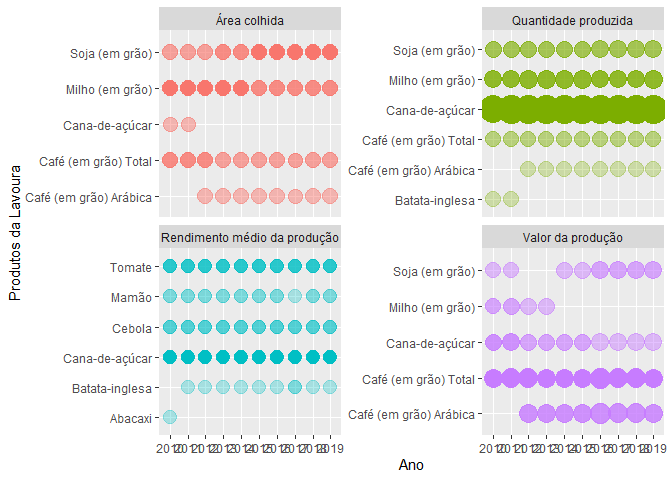 Área colhida
Quantidade produzida
Soja (em grão)
Milho (em grão)
Cana-de-açúcar
Café (em grão) Total
Café (em grão) Arábica
Soja (em grão)
Milho (em grão)
Cana-de-açúcar
Café (em grão) Total
Café (em grão) Arábica
Batata-inglesa
Produtos da Lavoura
Rendimento médio da produção
Valor da produção
Tomate
Mamão
Cebola
Cana-de-açúcar
Batata-inglesa
Abacaxi
Soja (em grão)
Milho (em grão)
Cana-de-açúcar
Café (em grão) Total
Café (em grão) Arábica
2010 2011 2012 2013 2014 2015 2016 2017 2018 2019
2010 2011 2012 2013 2014 2015 2016 2017 2018 2019
Ano